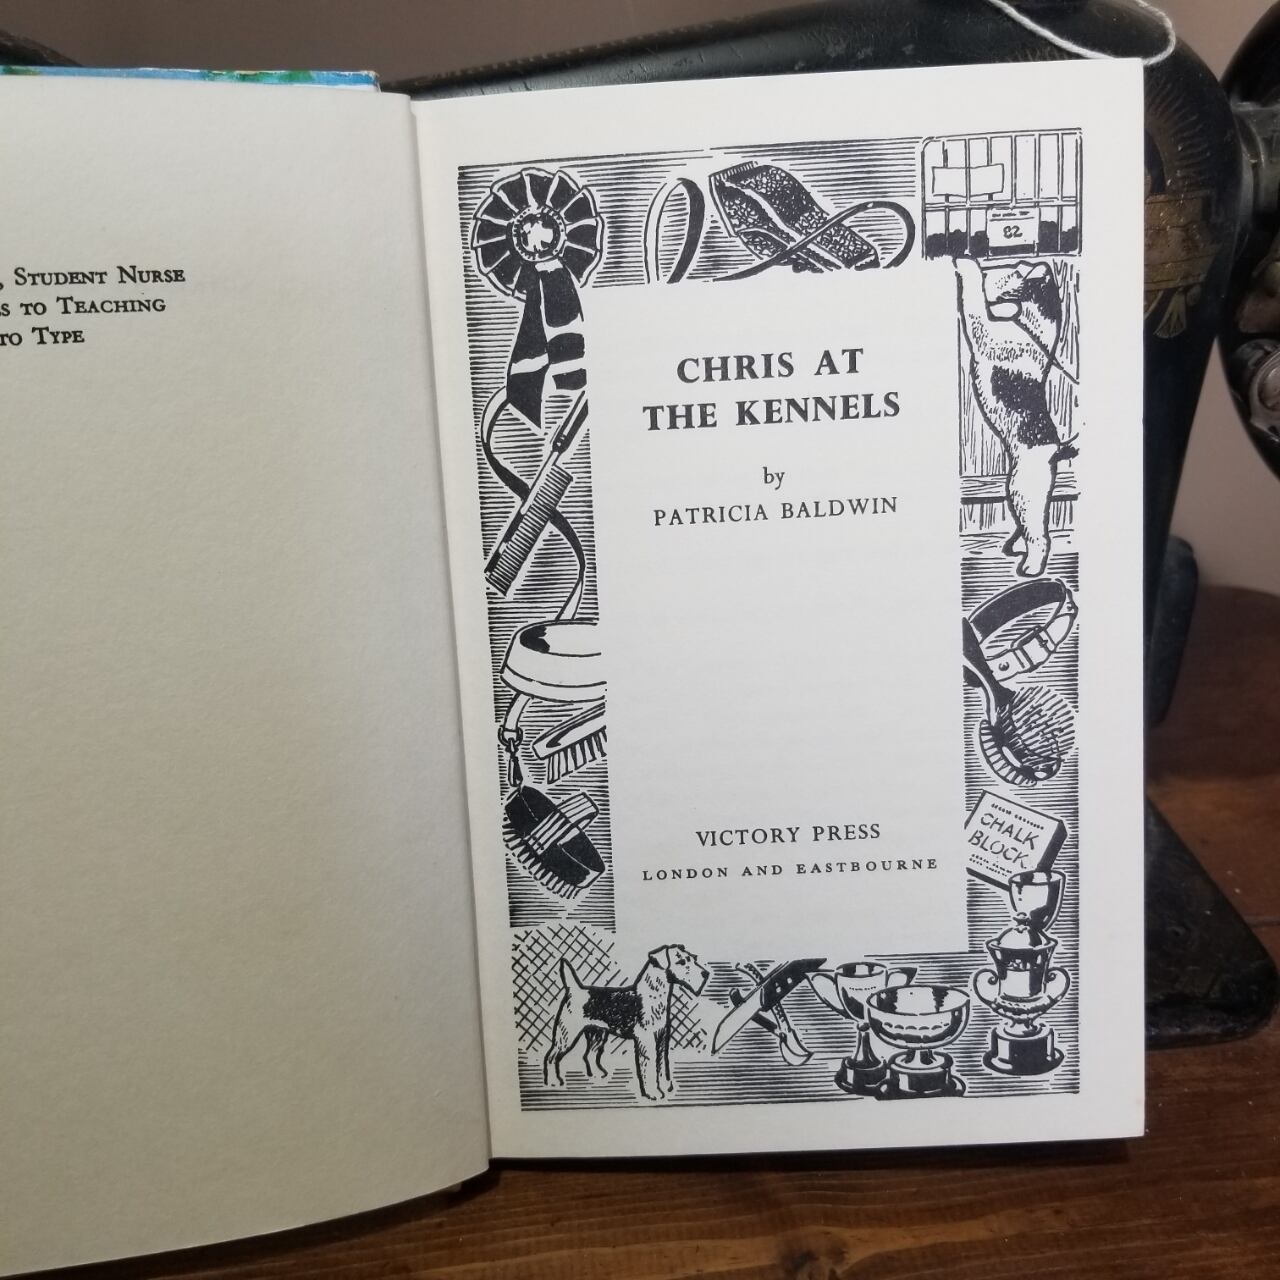 , STUDENT NURSE
S TO TEACHING
TO TYPE
82
CHRIS AT
THE KENNELS
by
PATRICIA BALDWIN
VICTORY PRESS
LONDON AND EASTBOURNE
CHALK
BLOCK